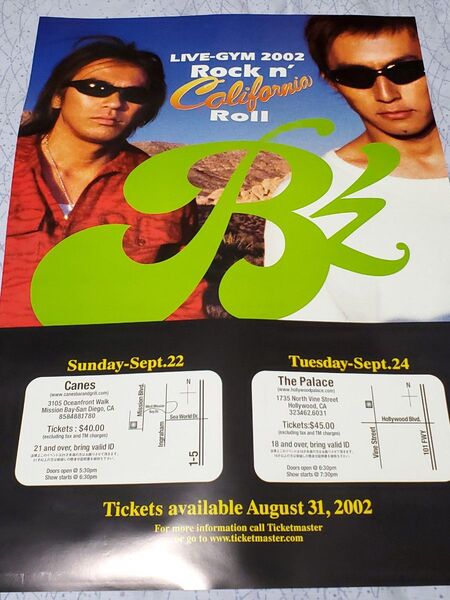 LIVE-GYM 2002
Rock n'
California
Roll
B'z
Sunday-Sept.22
Canes
(www.canesbarandgrill.com)
3105 Oceanfront Walk
Mission Bay-San Diego, CA
8584881780
Tickets : $40.00
(excluding tax and TM charges)
21 and over, bring valid ID
Doors open @ 5:30pm
Show starts @ 6:30pm
N
Mission Blvd.
Sea World Dr.
Ingraham
1-5
Tuesday-Sept.24
The Palace
(www.hollywoodpalace.com)
1735 North Vine Street
Hollywood, CA
323.462.6031
Tickets:$45.00
(excluding tax and TM charges)
18 and over, bring valid ID
Doors open @ 6:30pm
Show starts @ 7:30pm
N
Hollywood Blvd.
Vine Street
101 FWY
Tickets available August 31, 2002
For more information call Ticketmaster
or go to www.ticketmaster.com